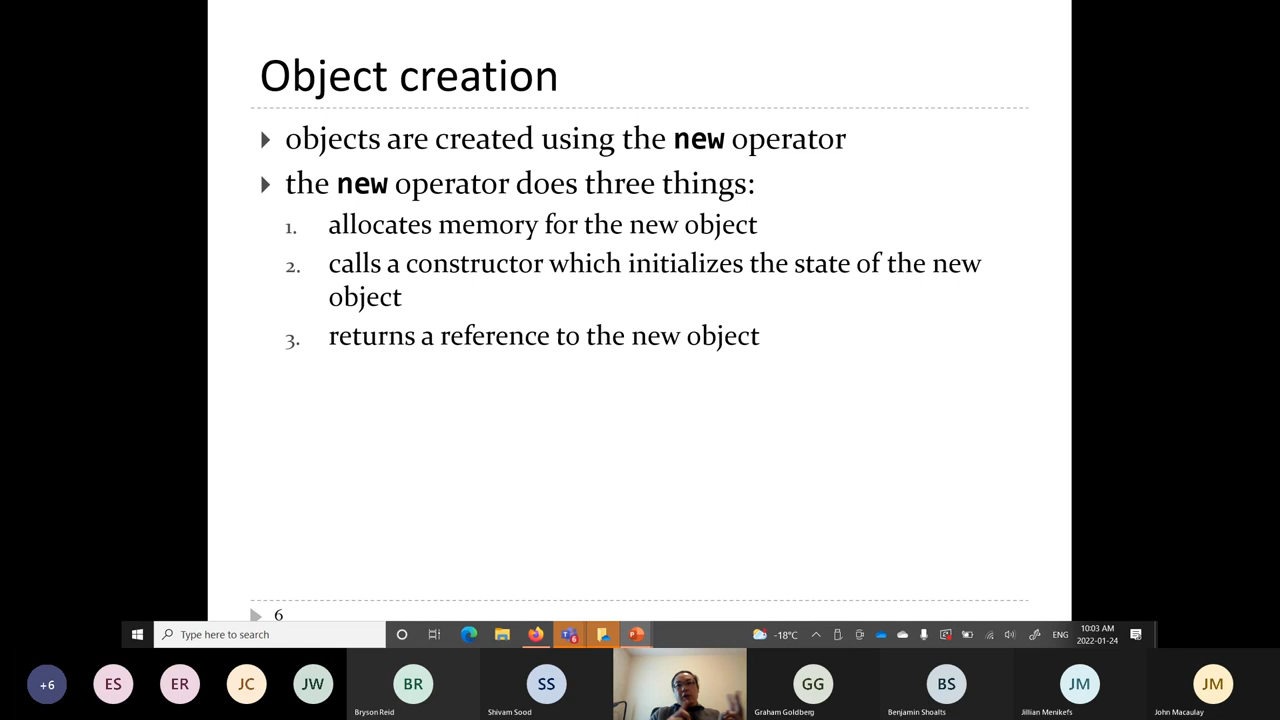 Object creation
objects are created using the new operator
the new operator does three things:
1. allocates memory for the new object
2. calls a constructor which initializes the state of the new
object
3. returns a reference to the new object
6
Type here to search
6
-18°C
ENG
10:03 AM
2022-01-24
+6
ES
ER
JC
JW
BR
SS
GG
BS
JM
JM
Bryson Reid
Shivam Sood
Graham Goldberg
Benjamin Shoalts
Jillian Menikefs
John Macaulay